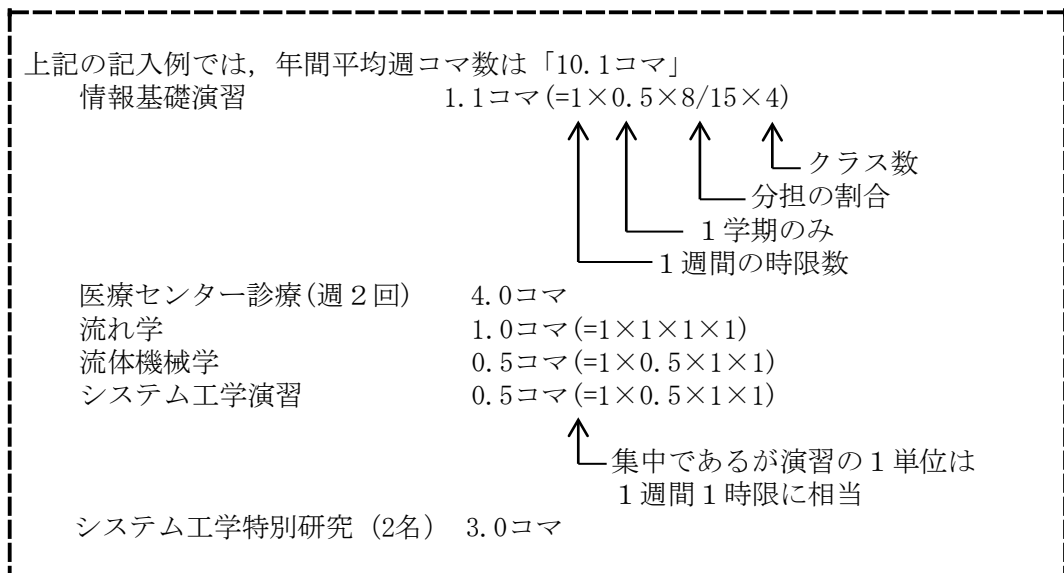 上記の記入例では, 年間平均週コマ数は「10.1コマ」
情報基礎演習 1.1コマ(=1×0.5×8/15×4)
クラス数
分担の割合
１学期のみ
１週間の時限数
医療センター診療(週２回) 4.0コマ
流れ学 1.0コマ(=1×1×1×1)
流体機械学 0.5コマ(=1×0.5×1×1)
システム工学演習 0.5コマ(=1×0.5×1×1)
集中であるが演習の１単位は
１週間１時限に相当
システム工学特別研究 (2名) 3.0コマ